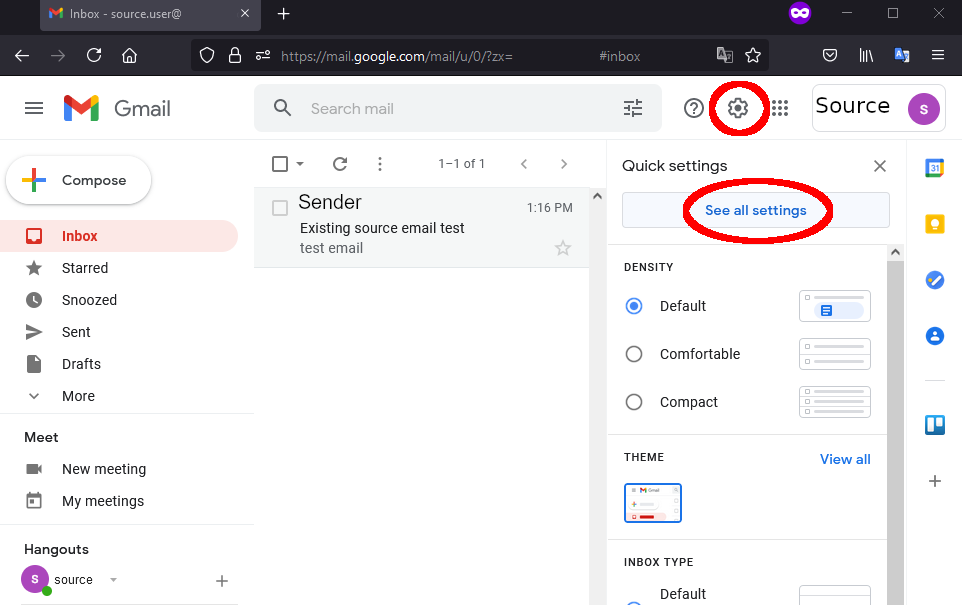 Inbox - source.user@
https://mail.google.com/mail/u/0/?zx= #inbox
Gmail
Search mail
Source
S
Compose
1–1 of 1
Quick settings
See all settings
Inbox
Starred
Snoozed
Sent
Drafts
More
Sender
1:16 PM
Existing source email test
test email
DENSITY
Default
Comfortable
Compact
THEME
View all
INBOX TYPE
Default
Meet
New meeting
My meetings
Hangouts
S
source
31